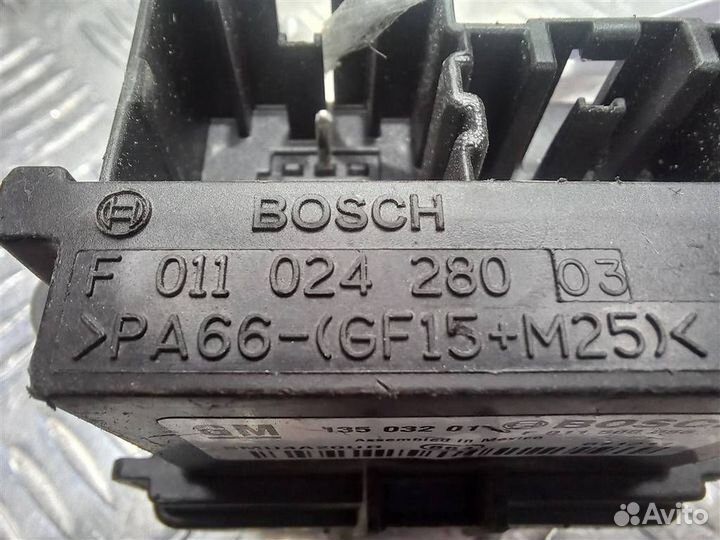 BOSCH
F 011 024 280 03
>PA66-(GF15+M25)<
GM 135 032 01 BOSCH
Assembled in Mexico
Avito